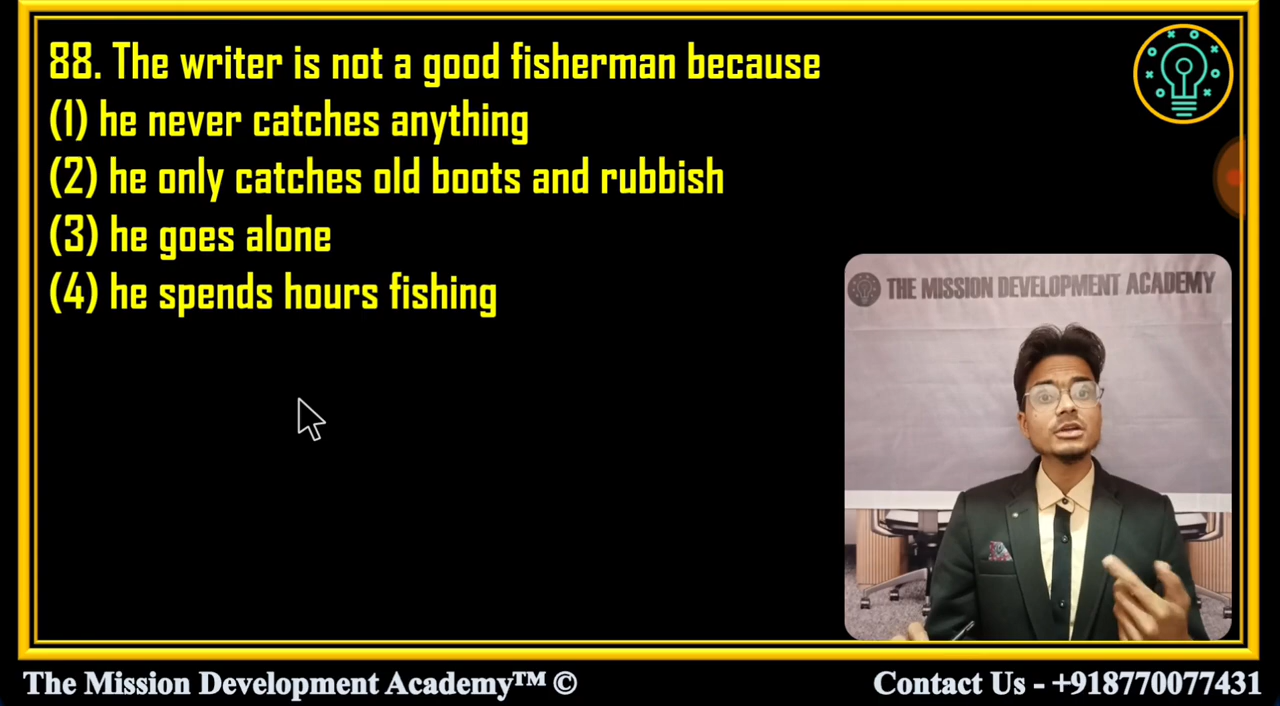 88. The writer is not a good fisherman because
(1) he never catches anything
(2) he only catches old boots and rubbish
(3) he goes alone
(4) he spends hours fishing
THE MISSION DEVELOPMENT ACADEMY
The Mission Development Academy™ ©
Contact Us - +918770077431